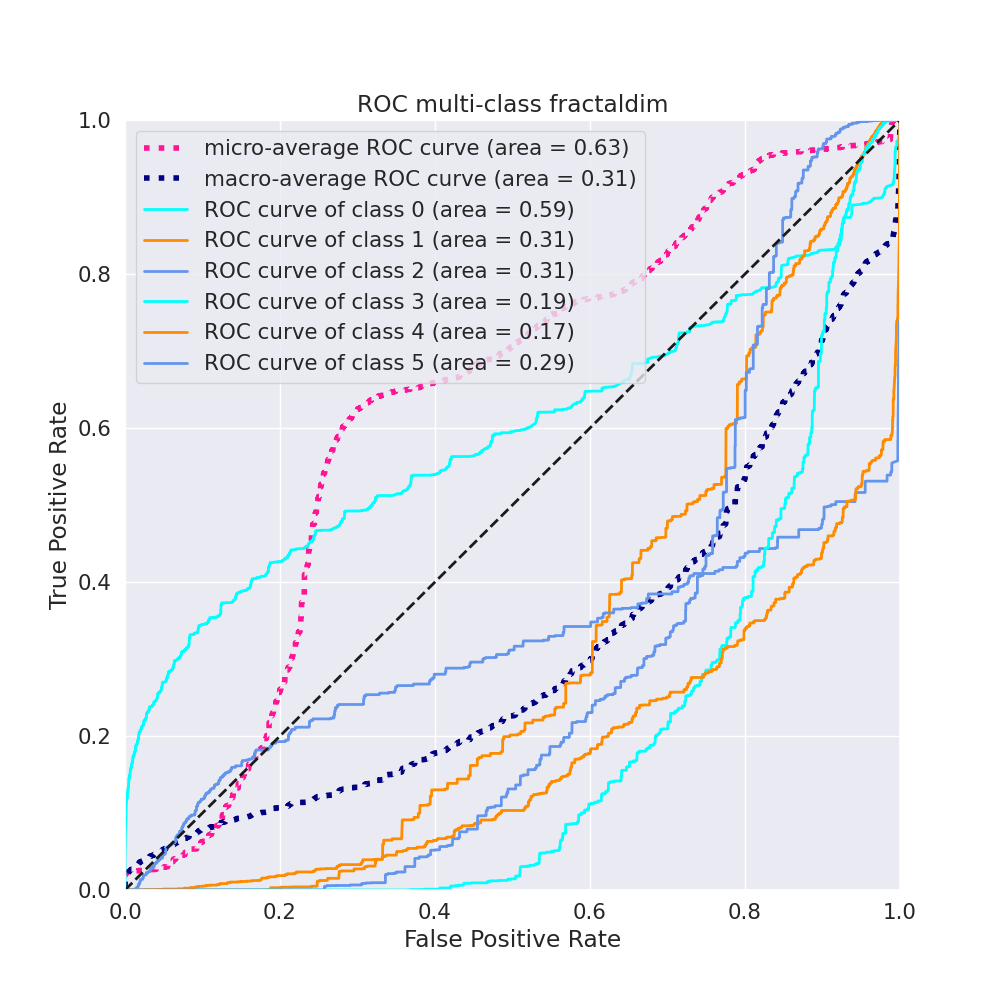 ROC multi-class fractaldim
1.0
0.8
0.6
0.4
0.2
0.0
True Positive Rate
micro-average ROC curve (area = 0.63)
macro-average ROC curve (area = 0.31)
ROC curve of class 0 (area = 0.59)
ROC curve of class 1 (area = 0.31)
ROC curve of class 2 (area = 0.31)
ROC curve of class 3 (area = 0.19)
ROC curve of class 4 (area = 0.17)
ROC curve of class 5 (area = 0.29)
0.0 0.2 0.4 0.6 0.8 1.0
False Positive Rate